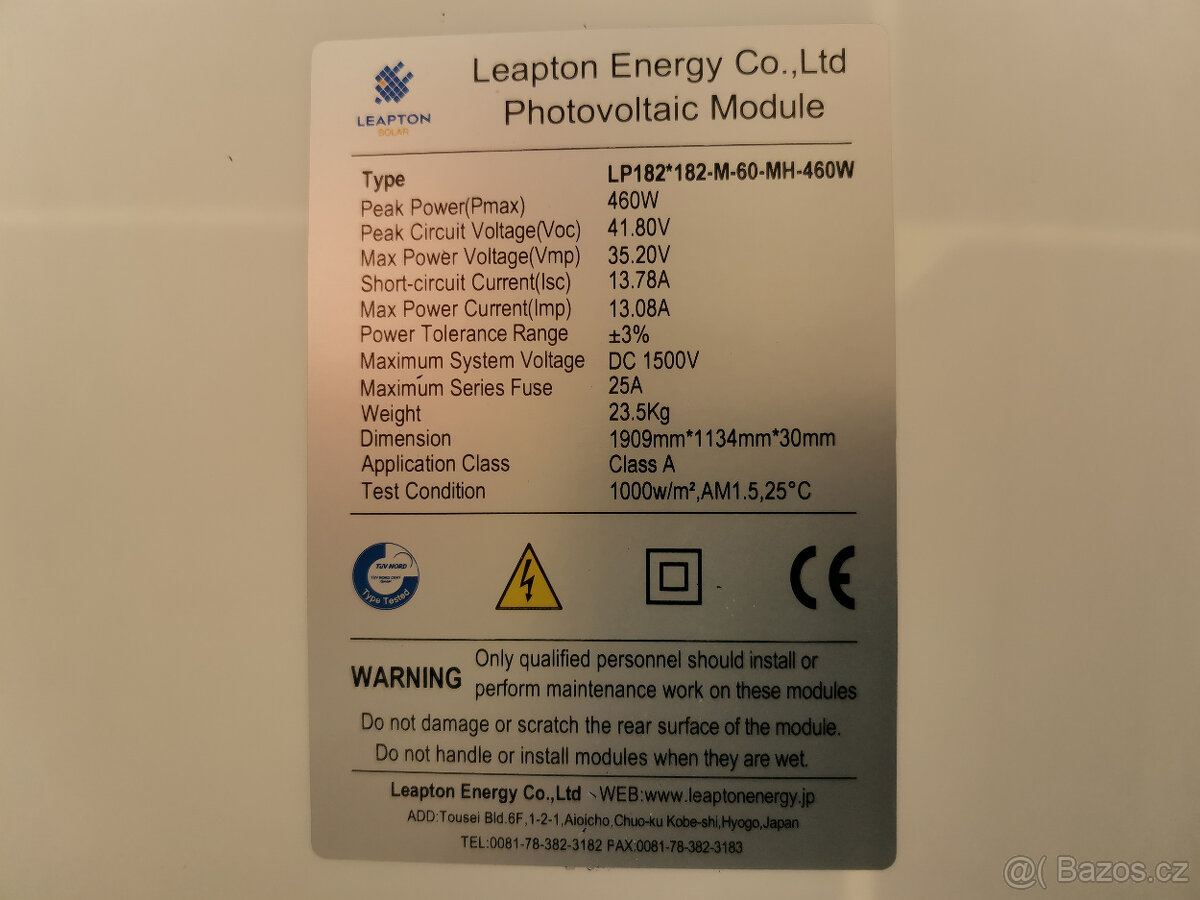 LEAPTON
SOLAR
Leapton Energy Co.,Ltd
Photovoltaic Module
Type LP182*182-M-60-MH-460W
Peak Power(Pmax) 460W
Peak Circuit Voltage(Voc) 41.80V
Max Power Voltage(Vmp) 35.20V
Short-circuit Current(Isc) 13.78A
Max Power Current(Imp) 13.08A
Power Tolerance Range ±3%
Maximum System Voltage DC 1500V
Maximum Series Fuse 25A
Weight 23.5Kg
Dimension 1909mm*1134mm*30mm
Application Class Class A
Test Condition 1000w/m²,AM1.5,25°C
TÜV NORD
TÜV NORD CERT
GmbH
Type Tested
CE
WARNING Only qualified personnel should install or
perform maintenance work on these modules
Do not damage or scratch the rear surface of the module.
Do not handle or install modules when they are wet.
Leapton Energy Co.,Ltd WEB:www.leaptonenergy.jp
ADD:Tousei Bld.6F,1-2-1,Aioicho,Chuo-ku Kobe-shi,Hyogo,Japan
TEL:0081-78-382-3182 FAX:0081-78-382-3183
@( Bazos.cz